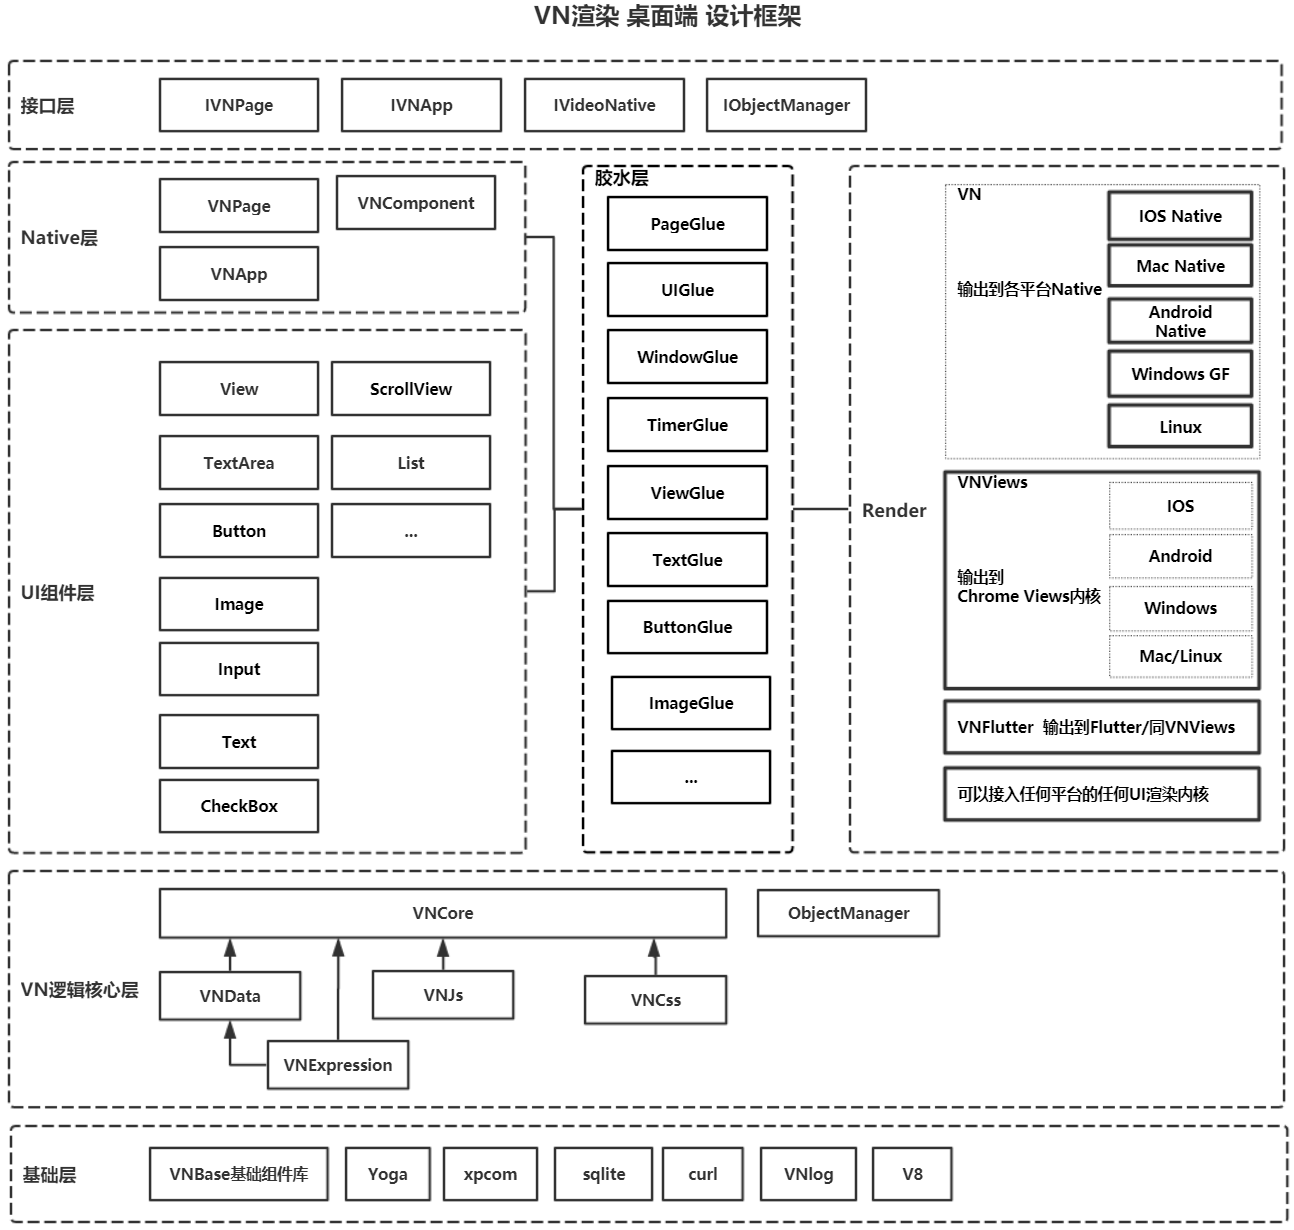 VN渲染 桌面端 设计框架
接口层
IVNPage
IVNApp
IVideoNative
IObjectManager
Native层
VNPage
VNComponent
VNApp
UI组件层
View
ScrollView
TextArea
List
Button
...
Image
Input
Text
CheckBox
胶水层
PageGlue
UIGlue
WindowGlue
TimerGlue
ViewGlue
TextGlue
ButtonGlue
ImageGlue
...
Render
VN
输出到各平台Native
IOS Native
Mac Native
Android
Native
Windows GF
Linux
VNViews
输出到
Chrome Views内核
IOS
Android
Windows
Mac/Linux
VNFlutter 输出到Flutter/同VNViews
可以接入任何平台的任何UI渲染内核
VN逻辑核心层
VNCore
ObjectManager
VNData
VNJs
VNCss
VNExpression
基础层
VNBase基础组件库
Yoga
xpcom
sqlite
curl
VNlog
V8